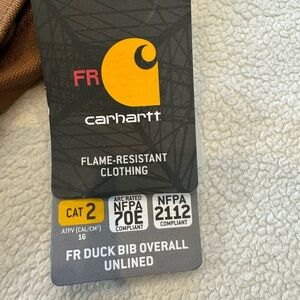 FR
carhartt
FLAME-RESISTANT
CLOTHING
CAT 2
ATPV (CAL/CM²)
16
ARC RATED
NFPA
70E
COMPLIANT
NFPA
2112
COMPLIANT
FR DUCK BIB OVERALL
UNLINED